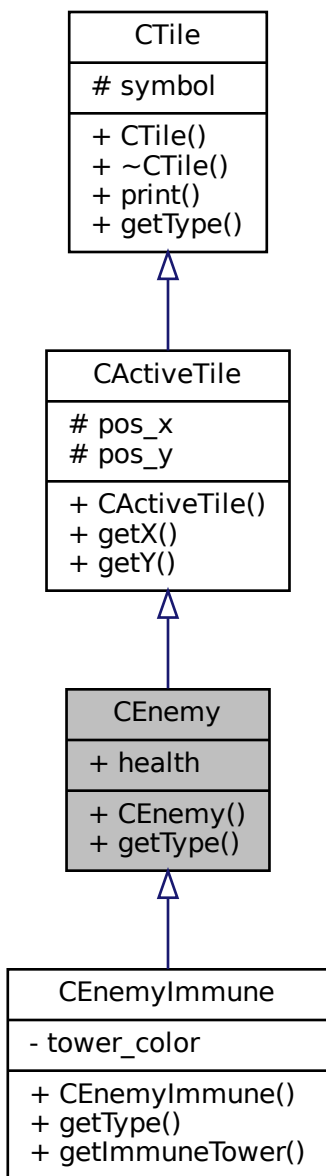 CTile
# symbol
+ CTile()
+ ~CTile()
+ print()
+ getType()
CActiveTile
# pos_x
# pos_y
+ CActiveTile()
+ getX()
+ getY()
CEnemy
+ health
+ CEnemy()
+ getType()
CEnemyImmune
- tower_color
+ CEnemyImmune()
+ getType()
+ getImmuneTower()